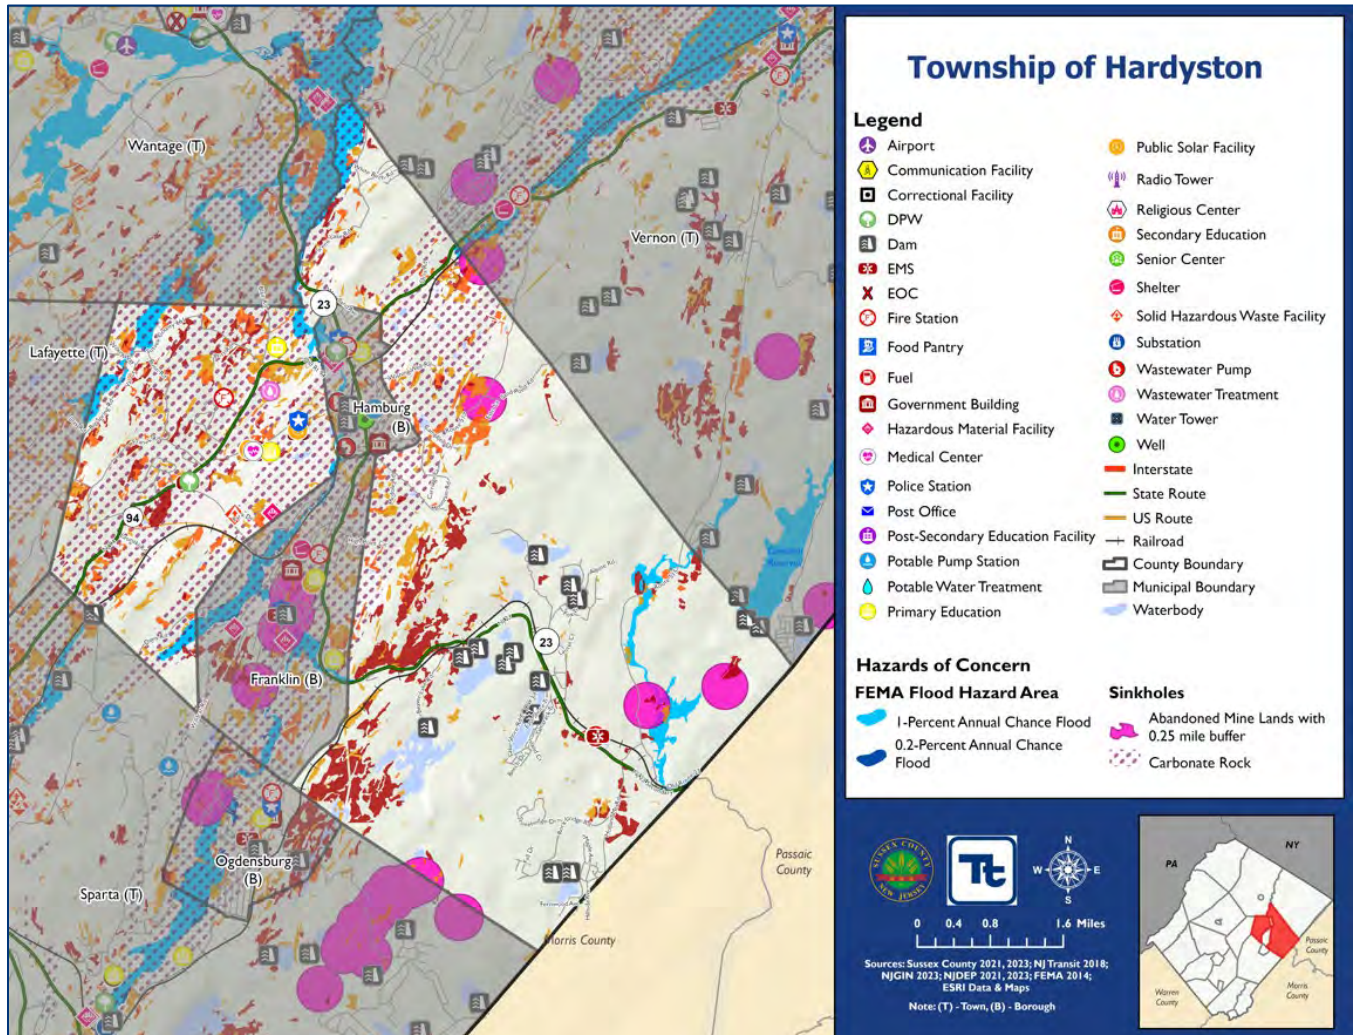 Township of Hardyston
Legend
Airport
Communication Facility
Correctional Facility
DPW
Dam
EMS
EOC
Fire Station
Food Pantry
Fuel
Government Building
Hazardous Material Facility
Medical Center
Police Station
Post Office
Post-Secondary Education Facility
Potable Pump Station
Potable Water Treatment
Primary Education
Public Solar Facility
Radio Tower
Religious Center
Secondary Education
Senior Center
Shelter
Solid Hazardous Waste Facility
Substation
Wastewater Pump
Wastewater Treatment
Water Tower
Well
Interstate
State Route
US Route
Railroad
County Boundary
Municipal Boundary
Waterbody
Hazards of Concern
FEMA Flood Hazard Area
1-Percent Annual Chance Flood
0.2-Percent Annual Chance
Flood
Sinkholes
Abandoned Mine Lands with
0.25 mile buffer
Carbonate Rock
Wantage (T)
Vernon (T)
23
Lafayette (T)
Hamburg
(B)
94
23
Franklin (B)
Ogdensburg
(B)
Sparta (T)
Passaic
County
Morris County
SUSSEX COUNTY
NEW JERSEY
Tt
N
W
E
S
0 0.4 0.8 1.6 Miles
Sources: Sussex County 2021, 2023; NJ Transit 2018;
NJGIN 2023; NJDEP 2021, 2023; FEMA 2014;
ESRI Data & Maps
Note: (T) - Town, (B) - Borough
PA
NY
Passaic
County
Morris
County
Warren
County